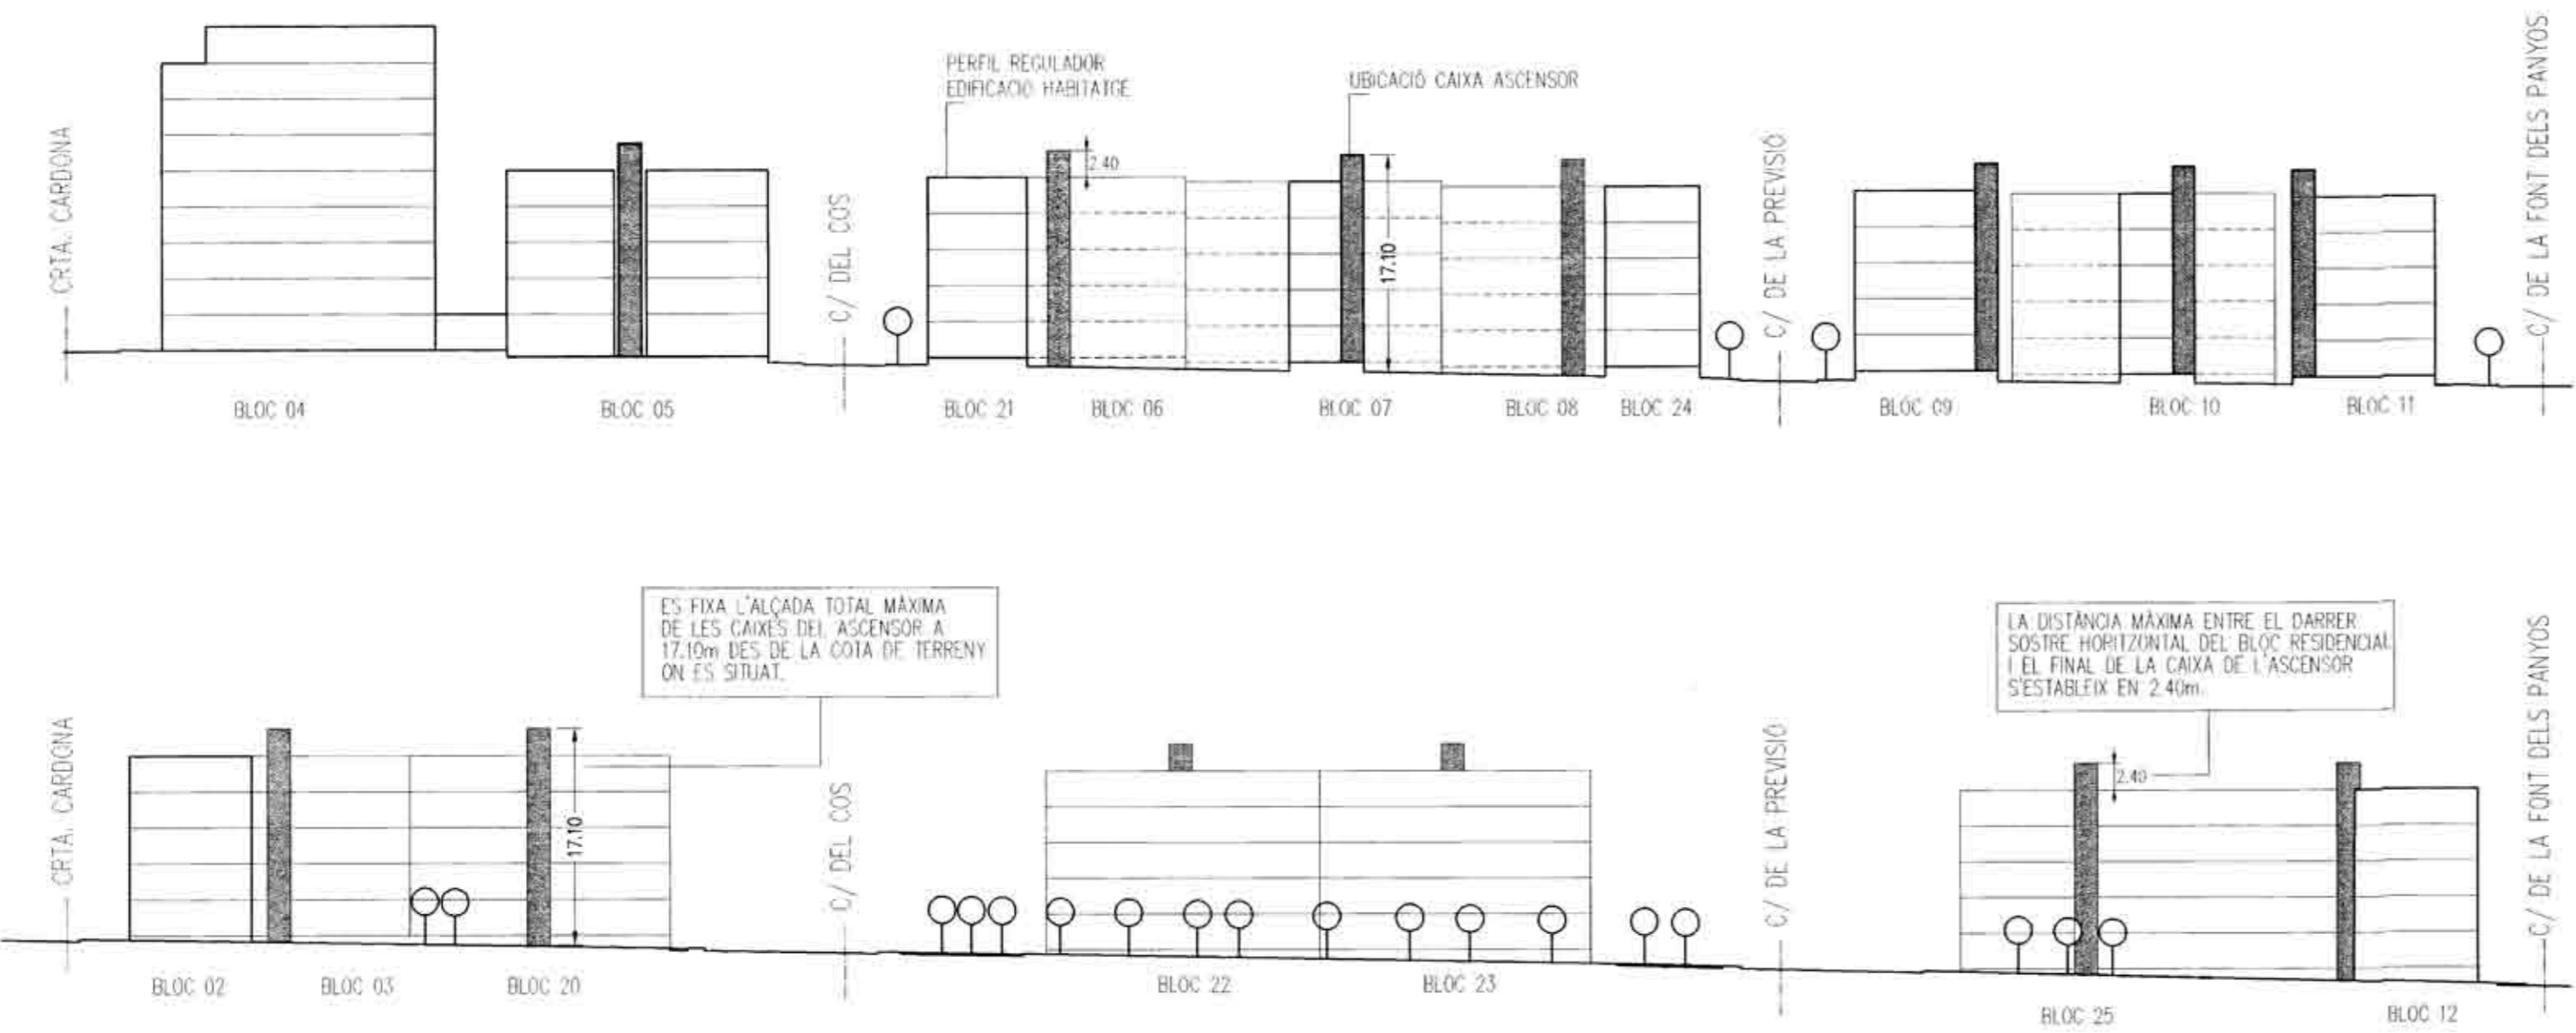 CRTA. CARDONA
C/ DEL COS
PERFIL REGULADOR
EDIFICACIÓ HABITATGE
2.40
UBICACIÓ CAIXA ASCENSOR
17.10
C/ DE LA PREVISIÓ
C/ DE LA FONT DELS PANYOS
BLOC 04
BLOC 05
BLOC 21
BLOC 06
BLOC 07
BLOC 08
BLOC 24
BLOC 09
BLOC 10
BLOC 11
ES FIXA L'ALÇADA TOTAL MÀXIMA
DE LES CAIXES DEL ASCENSOR A
17.10m DES DE LA COTA DE TERRENY
ON ES SITUAT.
LA DISTÀNCIA MÀXIMA ENTRE EL DARRER
SOSTRE HORITZONTAL DEL BLOC RESIDENCIAL
I EL FINAL DE LA CAIXA DE L'ASCENSOR
S'ESTABLEIX EN 2.40m.
CRTA. CARDONA
17.10
C/ DEL COS
C/ DE LA PREVISIÓ
2.40
C/ DE LA FONT DELS PANYOS
BLOC 02
BLOC 03
BLOC 20
BLOC 22
BLOC 23
BLOC 25
BLOC 12